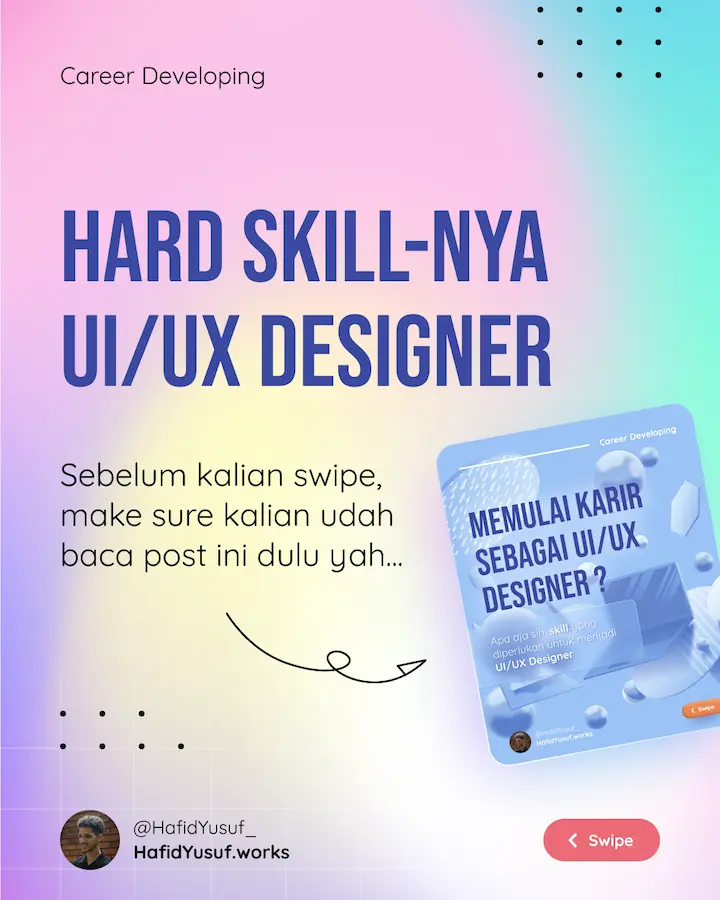 Career Developing
HARD SKILL-NYA
UI/UX DESIGNER
Sebelum kalian swipe,
make sure kalian udah
baca post ini dulu yah...
Career Developing
MEMULAI KARIR
SEBAGAI UI/UX
DESIGNER ?
Apa aja sih, skill yang
diperlukan untuk menjadi
UI/UX Designer
Swipe
@HafidYusuf_
HafidYusuf.works
@HafidYusuf_
HafidYusuf.works
Swipe